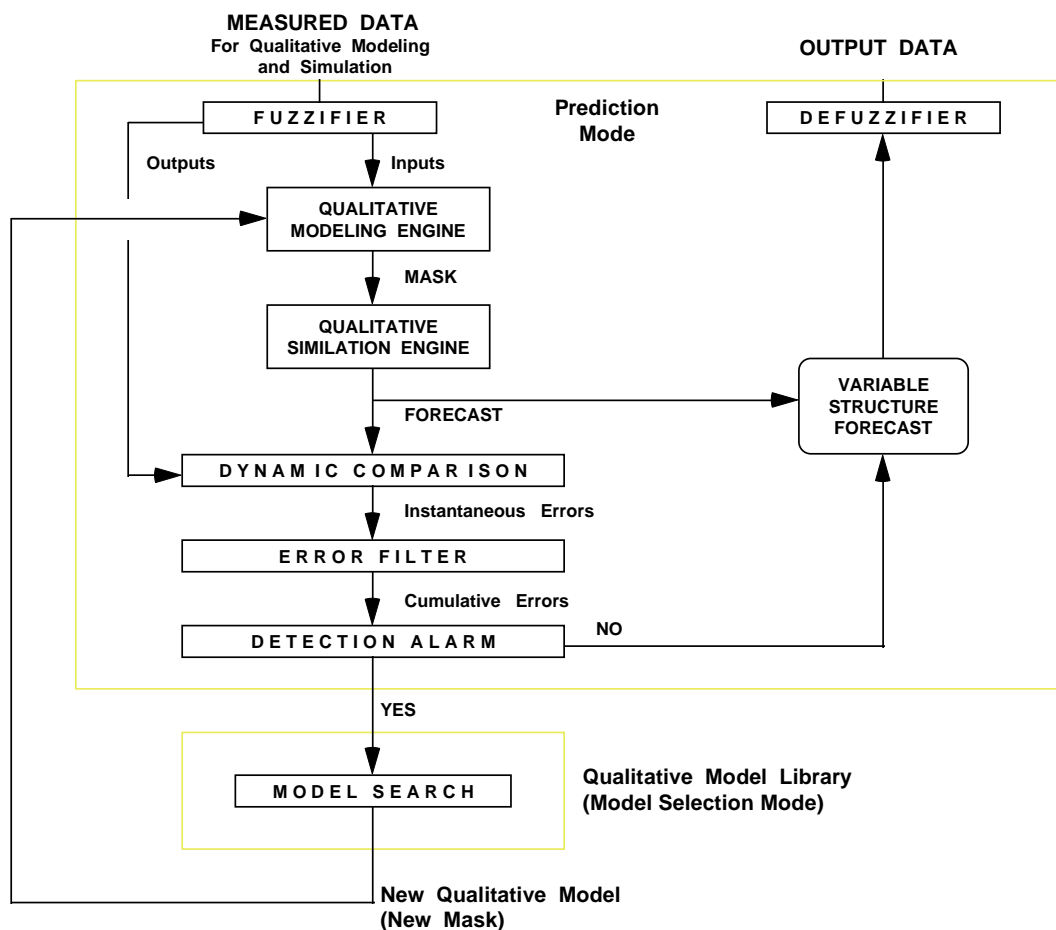 MEASURED DATA
For Qualitative Modeling
and Simulation
OUTPUT DATA
FUZZIFIER
Prediction
Mode
DEFUZZIFIER
Outputs
Inputs
QUALITATIVE
MODELING ENGINE
MASK
QUALITATIVE
SIMILATION ENGINE
VARIABLE
STRUCTURE
FORECAST
FORECAST
DYNAMIC COMPARISON
Instantaneous Errors
ERROR FILTER
Cumulative Errors
NO
DETECTION ALARM
YES
MODEL SEARCH
Qualitative Model Library
(Model Selection Mode)
New Qualitative Model
(New Mask)